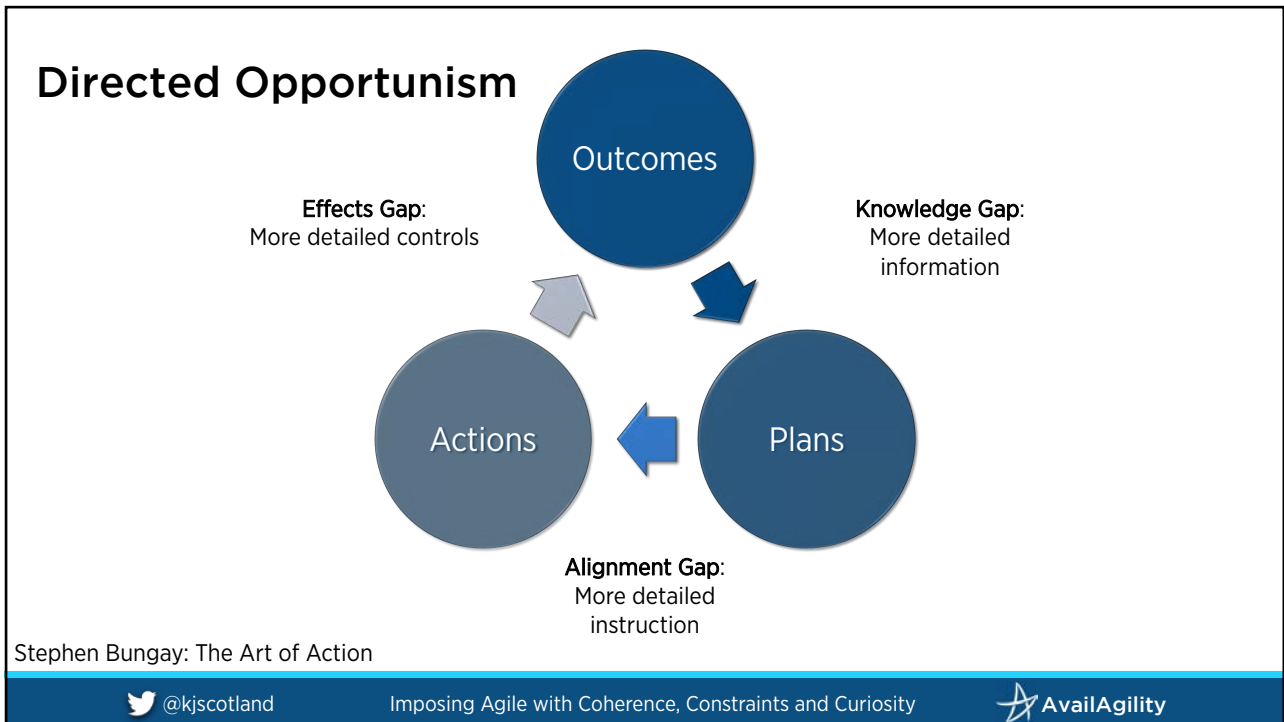 Directed Opportunism
Outcomes
Effects Gap:
More detailed controls
Knowledge Gap:
More detailed
information
Actions
Plans
Alignment Gap:
More detailed
instruction
Stephen Bungay: The Art of Action
@kjscotland
Imposing Agile with Coherence, Constraints and Curiosity
AvailAgility